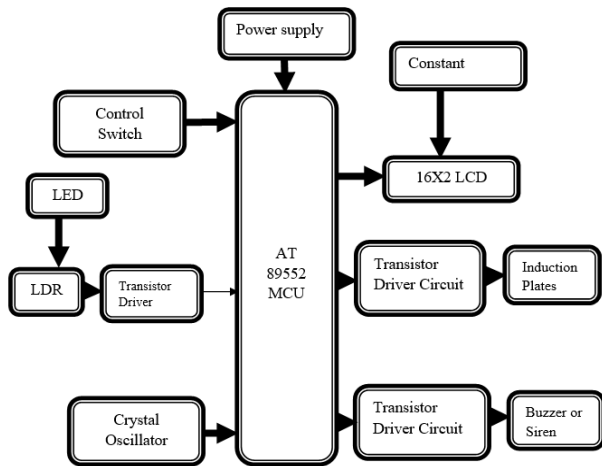 Power supply
Constant
Control
Switch
16X2 LCD
LED
AT
89552
MCU
Transistor
Driver Circuit
Induction
Plates
LDR
Transistor
Driver
Crystal
Oscillator
Transistor
Driver Circuit
Buzzer or
Siren